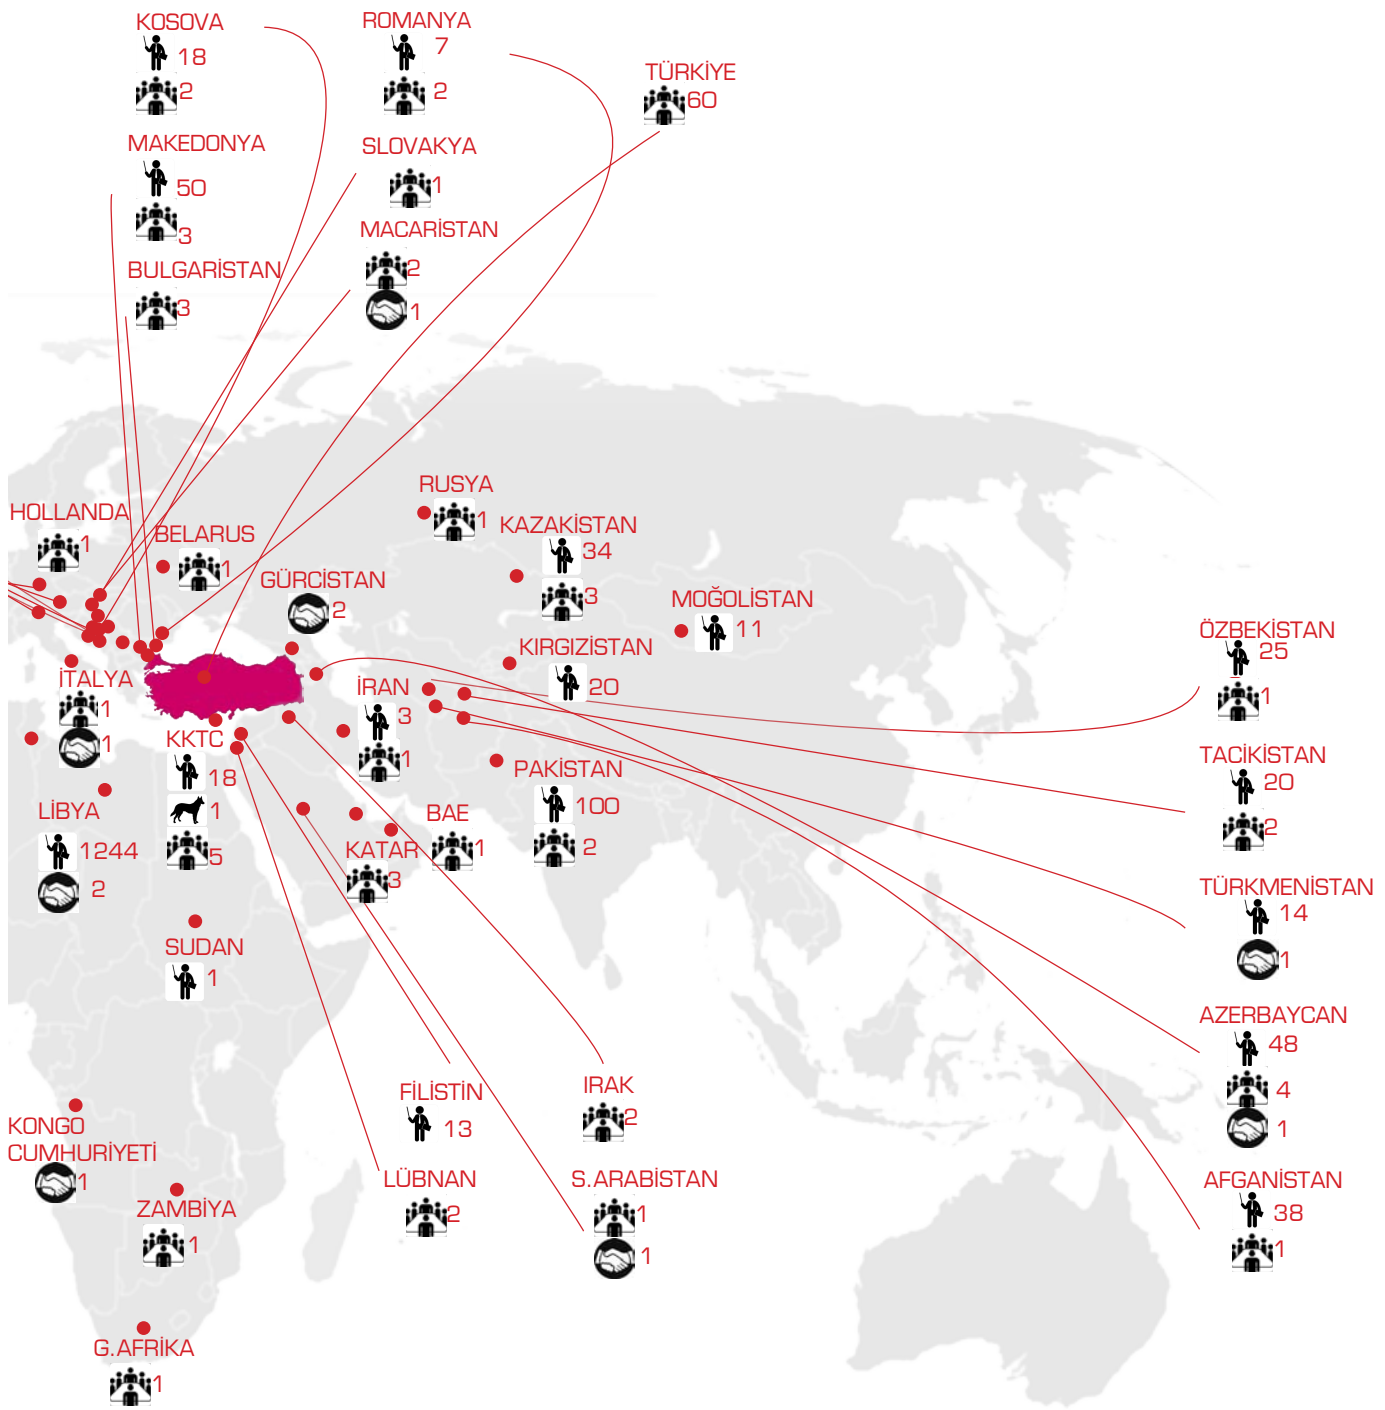 KOSOVA
18
2
MAKEDONYA
50
3
BULGARİSTAN
3
ROMANYA
7
2
SLOVAKYA
1
MACARİSTAN
2
1
TÜRKİYE
60
HOLLANDA
1
BELARUS
1
GÜRCİSTAN
2
RUSYA
1
KAZAKİSTAN
34
3
MOĞOLİSTAN
11
KIRGIZİSTAN
20
İTALYA
1
1
KKTC
18
1
5
İRAN
3
1
PAKİSTAN
100
2
LİBYA
1244
2
KATAR
3
BAE
1
SUDAN
1
KONGO
CUMHURİYETİ
1
ZAMBİYA
1
G.AFRİKA
1
FİLİSTİN
13
LÜBNAN
2
IRAK
2
S.ARABİSTAN
1
1
ÖZBEKİSTAN
25
1
TACİKİSTAN
20
2
TÜRKMENİSTAN
14
1
AZERBAYCAN
48
4
1
AFGANİSTAN
38
1